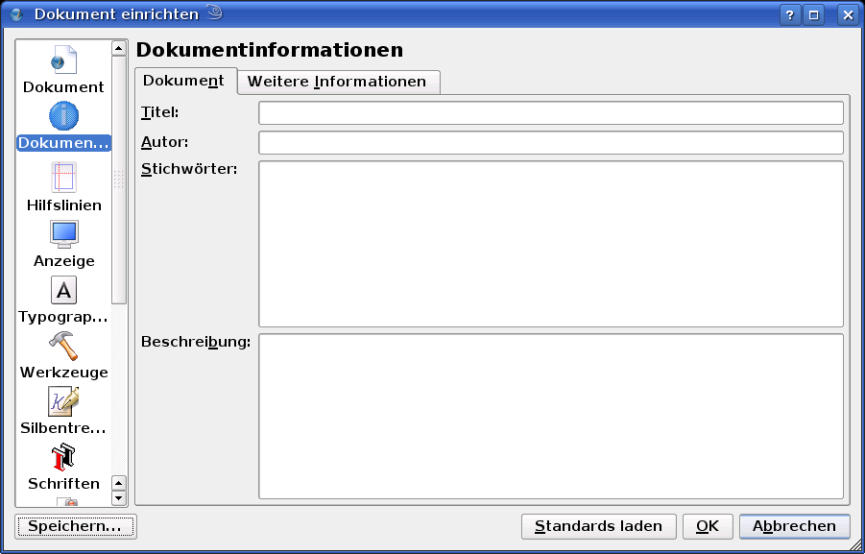 Dokument einrichten
Dokument
Dokumen...
Hilfslinien
Anzeige
Typograp...
Werkzeuge
Silbentre...
Schriften
Dokumentinformationen
Dokument
Weitere Informationen
Titel:
Autor:
Stichwörter:
Beschreibung:
Speichern...
Standards laden
OK
Abbrechen